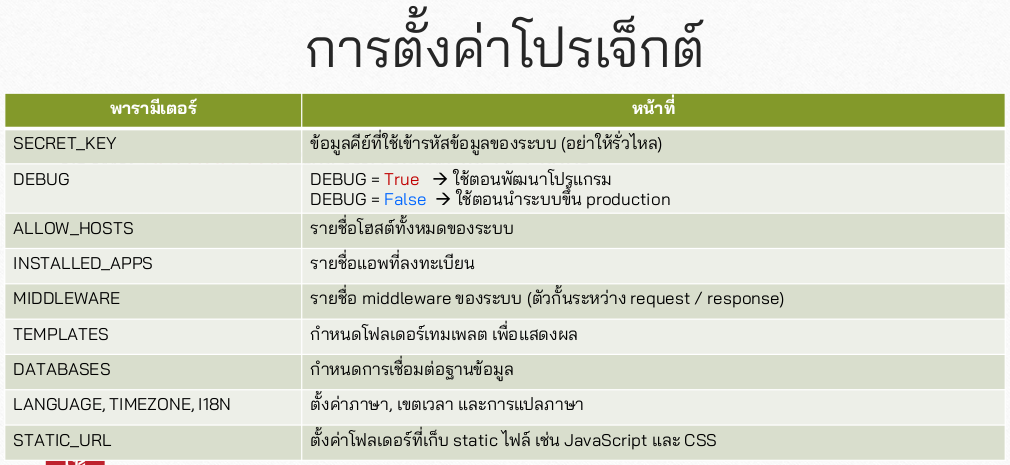 การตั้งค่าโปรเจ็กต์
พารามีเตอร์ หน้าที่
SECRET_KEY ข้อมูลคีย์ที่ใช้เข้ารหัสข้อมูลของระบบ (อย่าให้รั่วไหล)
DEBUG DEBUG = True → ใช้ตอนพัฒนาโปรแกรม
DEBUG = False → ใช้ตอนนำระบบขึ้น production
ALLOW_HOSTS รายชื่อโฮสต์ทั้งหมดของระบบ
INSTALLED_APPS รายชื่อแอพที่ลงทะเบียน
MIDDLEWARE รายชื่อ middleware ของระบบ (ตัวกั้นระหว่าง request / response)
TEMPLATES กำหนดโฟลเดอร์เทมเพลต เพื่อแสดงผล
DATABASES กำหนดการเชื่อมต่อฐานข้อมูล
LANGUAGE, TIMEZONE, I18N ตั้งค่าภาษา, เขตเวลา และการแปลภาษา
STATIC_URL ตั้งค่าโฟลเดอร์ที่เก็บ static ไฟล์ เช่น JavaScript และ CSS